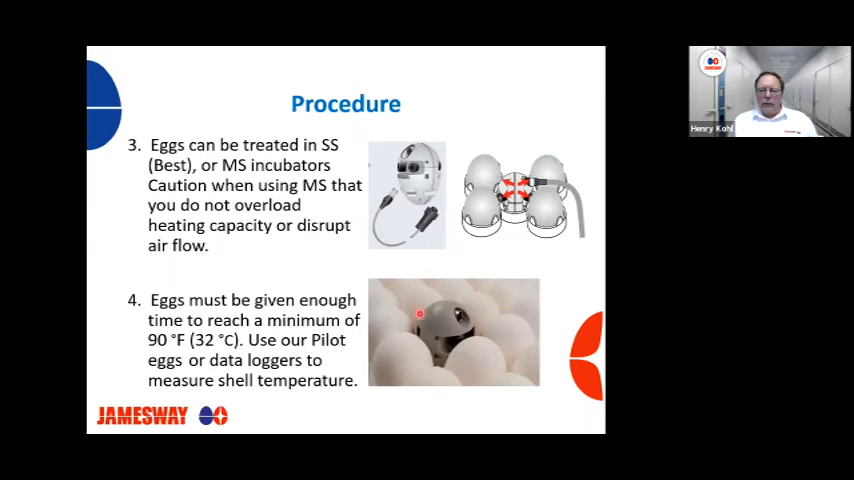 Procedure
3. Eggs can be treated in SS
(Best), or MS incubators
Caution when using MS that
you do not overload
heating capacity or disrupt
air flow.
4. Eggs must be given enough
time to reach a minimum of
90 °F (32 °C). Use our Pilot
eggs or data loggers to
measure shell temperature.
JAMESWAY
JAMESWAY
Henry Kohl